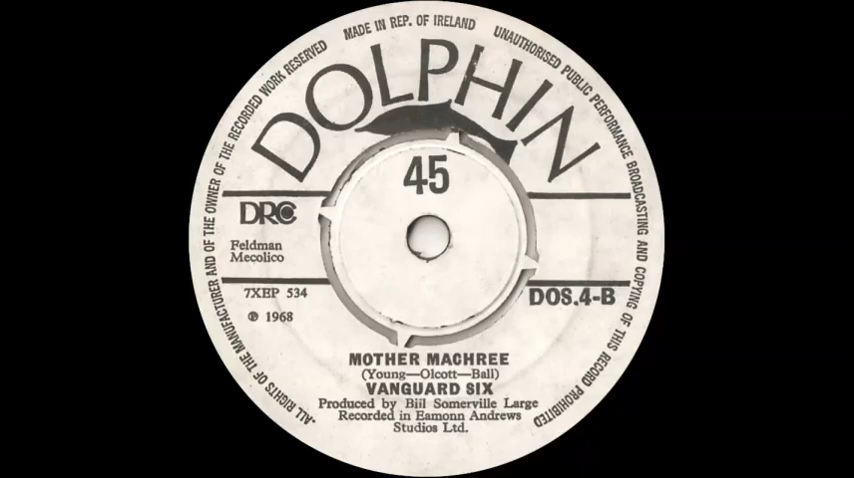 ALL RIGHTS OF THE MANUFACTURER AND OF THE OWNER OF THE RECORDED WORK RESERVED
MADE IN REP. OF IRELAND
UNAUTHORISED PUBLIC PERFORMANCE BROADCASTING AND COPYING OF THIS RECORD PROHIBITED
DOLPHIN
45
DRC
Feldman
Mecolico
7XEP 534
DOS.4-B
℗ 1968
MOTHER MACHREE
(Young—Olcott—Ball)
VANGUARD SIX
Produced by Bill Somerville Large
Recorded in Eamonn Andrews
Studios Ltd.